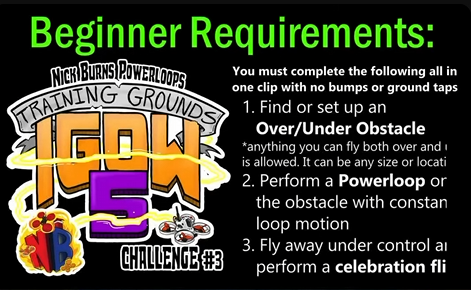 Beginner Requirements:
NICK BURNS POWERLOOPS
TRAINING GROUNDS
IGOW
5
NB
CHALLENGE #3
You must complete the following all in
one clip with no bumps or ground taps
1. Find or set up an
Over/Under Obstacle
*anything you can fly both over and
is allowed. It can be any size or locati
2. Perform a Powerloop on
the obstacle with constan
loop motion
3. Fly away under control
perform a celebration fli